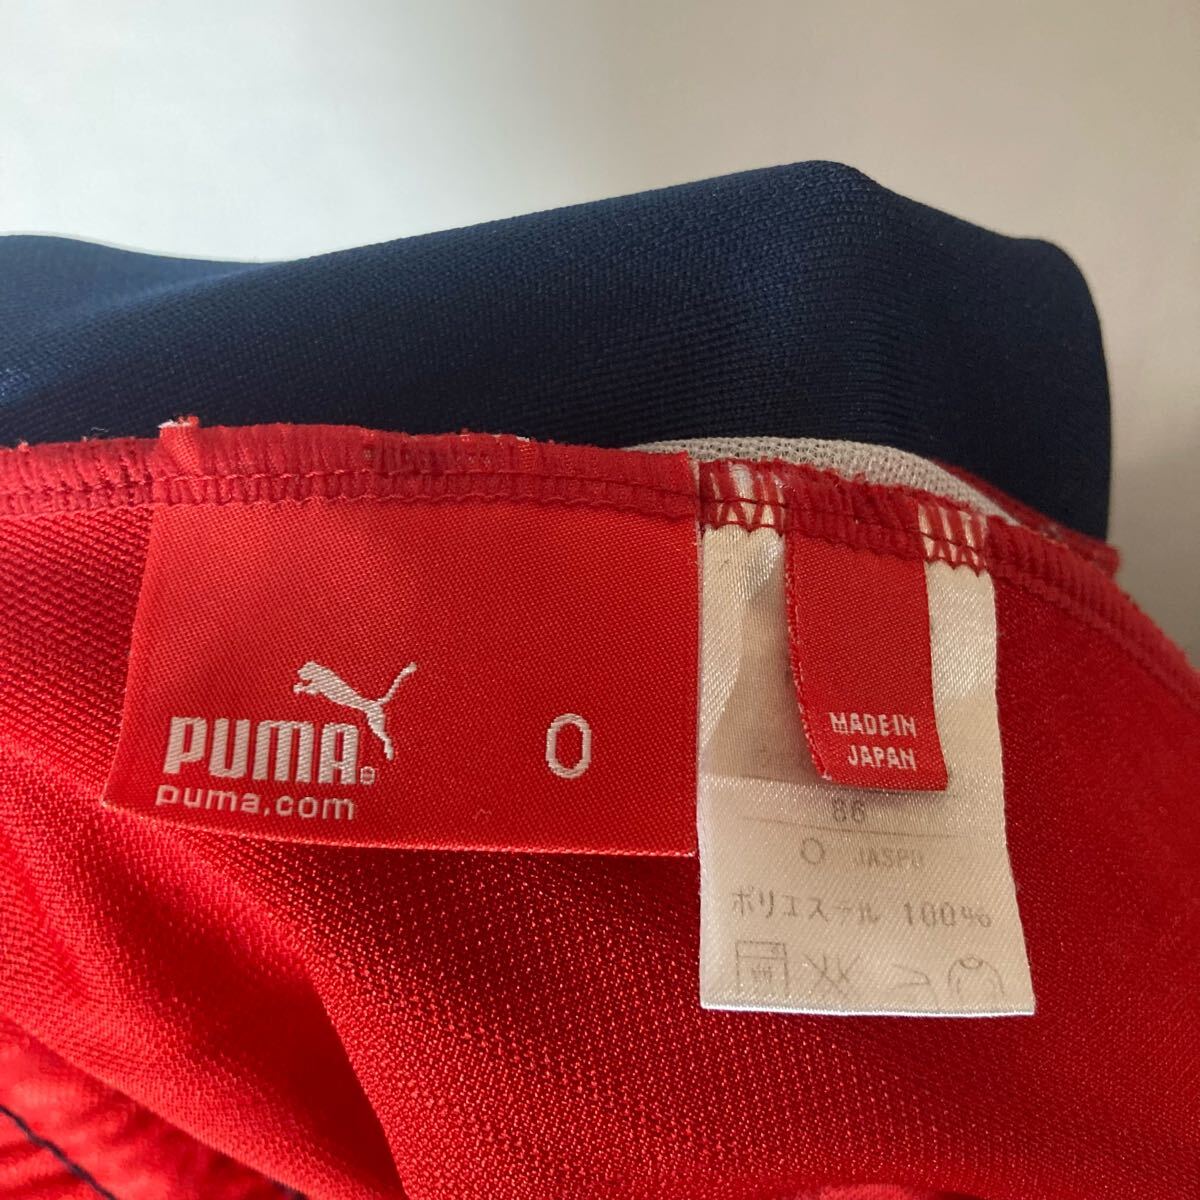 PUMA®
puma.com
O
MADE IN
JAPAN
86
O JASPO
ポリエステル 100%